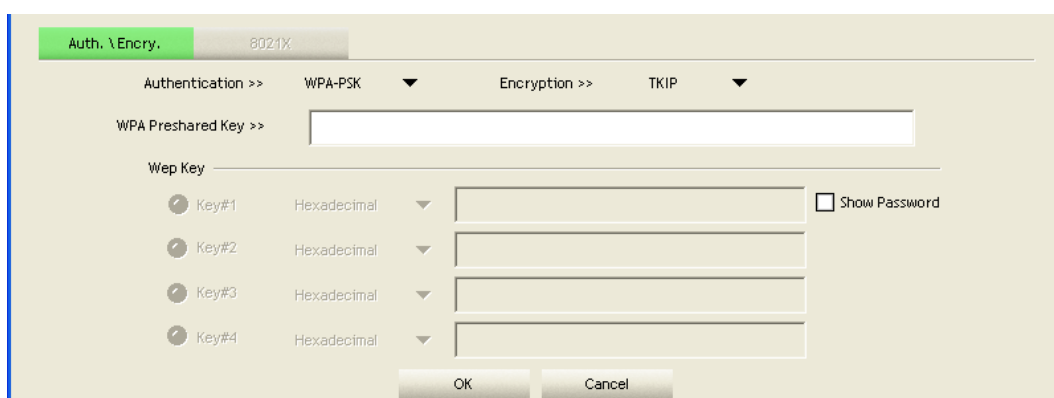 Auth. \ Encry. 8021X
Authentication >> WPA-PSK Encryption >> TKIP
WPA Preshared Key >>
Wep Key
Key#1 Hexadecimal Show Password
Key#2 Hexadecimal
Key#3 Hexadecimal
Key#4 Hexadecimal
OK Cancel